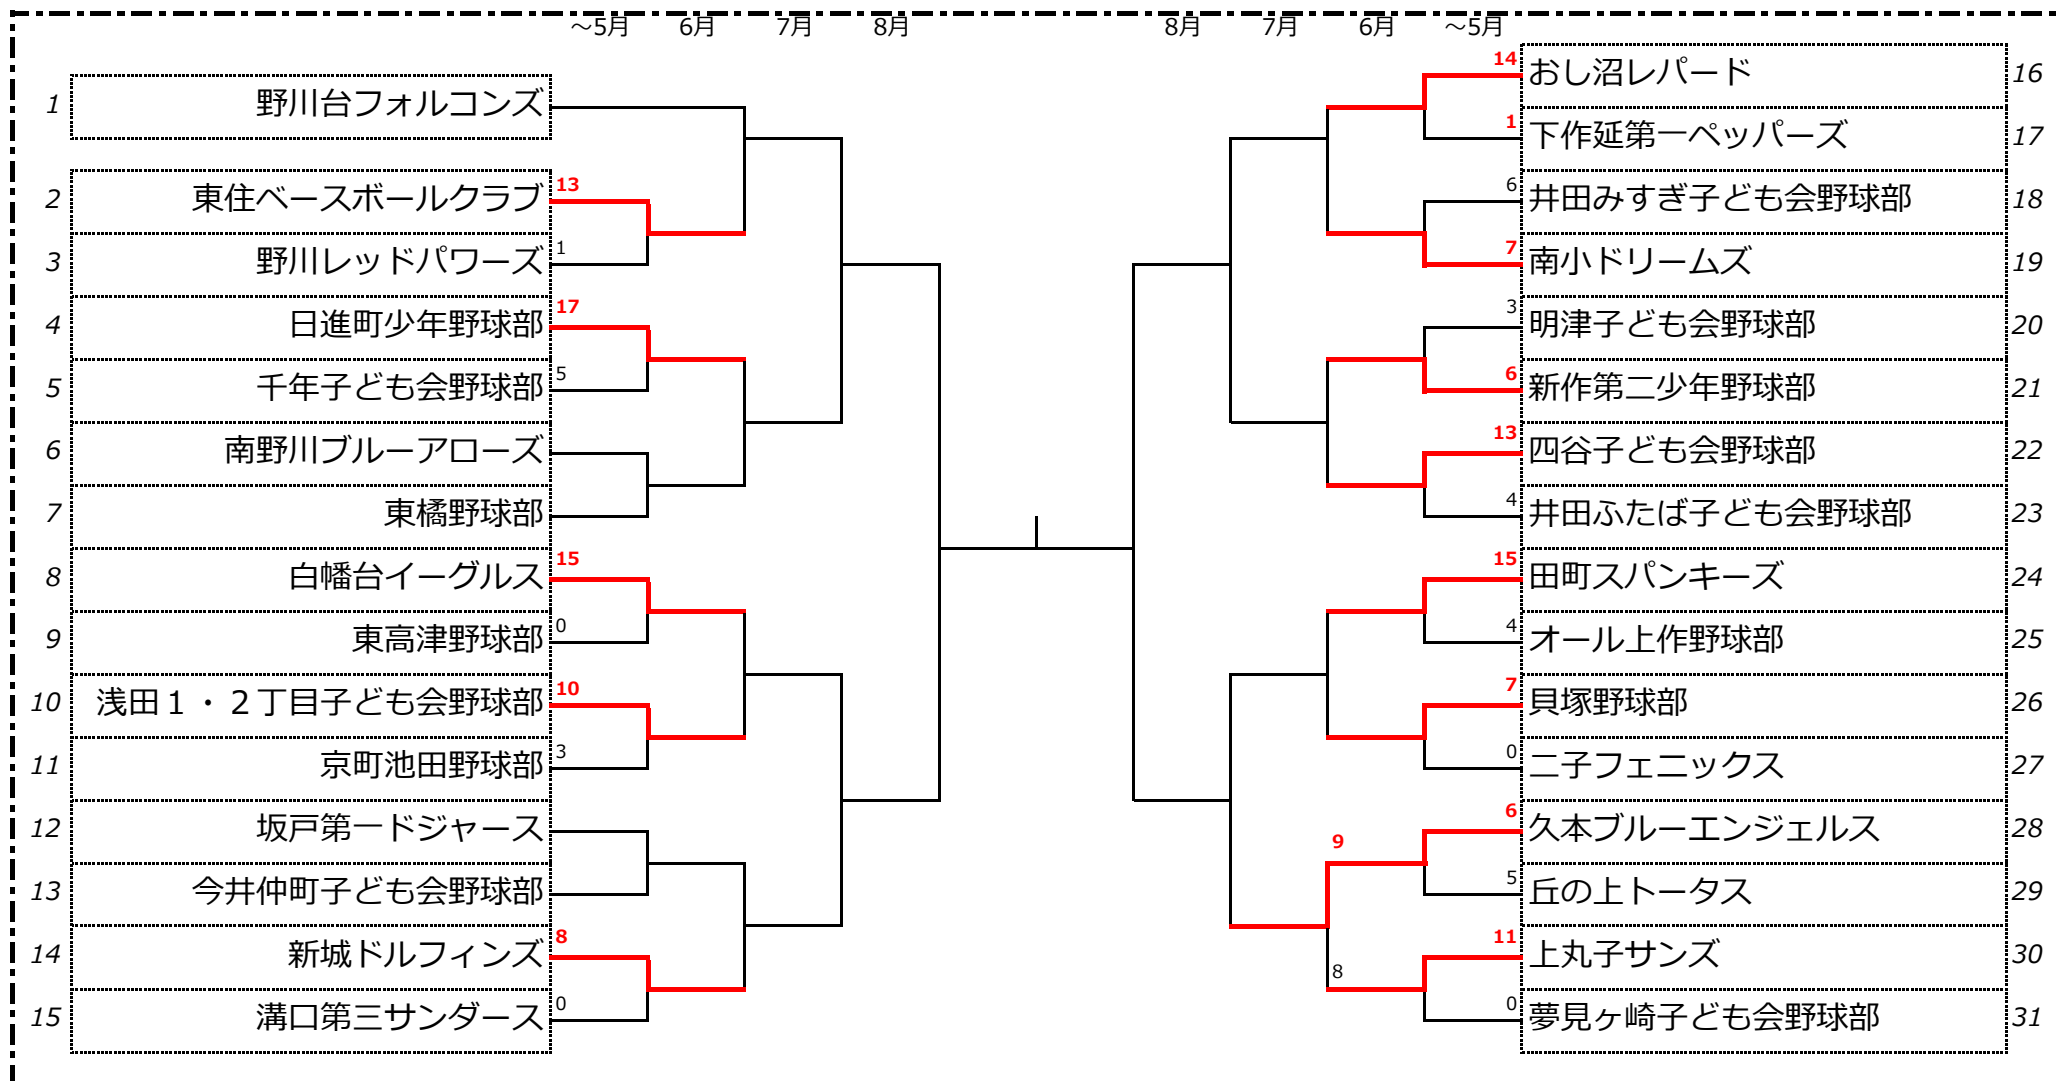 ～5月 6月 7月 8月 8月 7月 6月 ～5月
1 野川台フォルコンズ
2 東住ベースボールクラブ 13
3 野川レッドパワーズ 1
4 日進町少年野球部 17
5 千年子ども会野球部 5
6 南野川ブルーアローズ
7 東橘野球部
8 白幡台イーグルス 15
9 東高津野球部 0
10 浅田１・２丁目子ども会野球部 10
11 京町池田野球部 3
12 坂戸第一ドジャース
13 今井仲町子ども会野球部
14 新城ドルフィンズ 8
15 溝口第三サンダース 0
14 おし沼レパード 16
1 下作延第一ペッパーズ 17
6 井田みすぎ子ども会野球部 18
7 南小ドリームズ 19
3 明津子ども会野球部 20
6 新作第二少年野球部 21
13 四谷子ども会野球部 22
4 井田ふたば子ども会野球部 23
15 田町スパンキーズ 24
4 オール上作野球部 25
7 貝塚野球部 26
0 二子フェニックス 27
6 久本ブルーエンジェルス 28
9
5 丘の上トータス 29
11 上丸子サンズ 30
8
0 夢見ヶ崎子ども会野球部 31